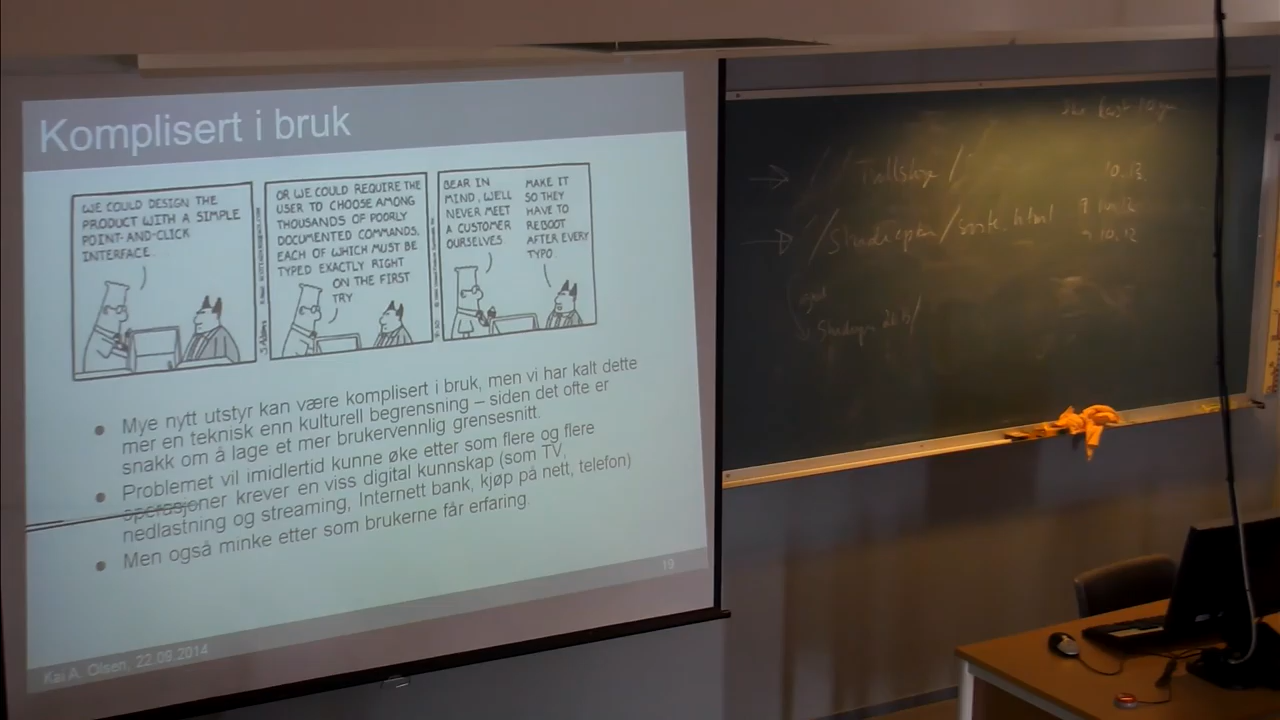 Komplisert i bruk
WE COULD DESIGN THE
PRODUCT WITH A SIMPLE
POINT-AND-CLICK
INTERFACE...
OR WE COULD REQUIRE THE
USER TO CHOOSE AMONG
THOUSANDS OF POORLY
DOCUMENTED COMMANDS,
EACH OF WHICH MUST BE
TYPED EXACTLY RIGHT
ON THE FIRST
TRY
BEAR IN
MIND, WE'LL
NEVER MEET
A CUSTOMER
OURSELVES
MAKE IT
SO THEY
HAVE TO
REBOOT
AFTER EVERY
TYPO.
Mye nytt utstyr kan være komplisert i bruk, men vi har kalt dette
mer en teknisk enn kulturell begrensning – siden det ofte er
snakk om å lage et mer brukervennlig grensesnitt.
Problemet vil imidlertid kunne øke etter som flere og flere
operasjoner krever en viss digital kunnskap (som TV,
nedlastning og streaming, Internett bank, kjøp på nett, telefon)
Men også minke etter som brukerne får erfaring.
19
Kai A. Olsen, 22.09.2014
10.13.
html
9.10.12